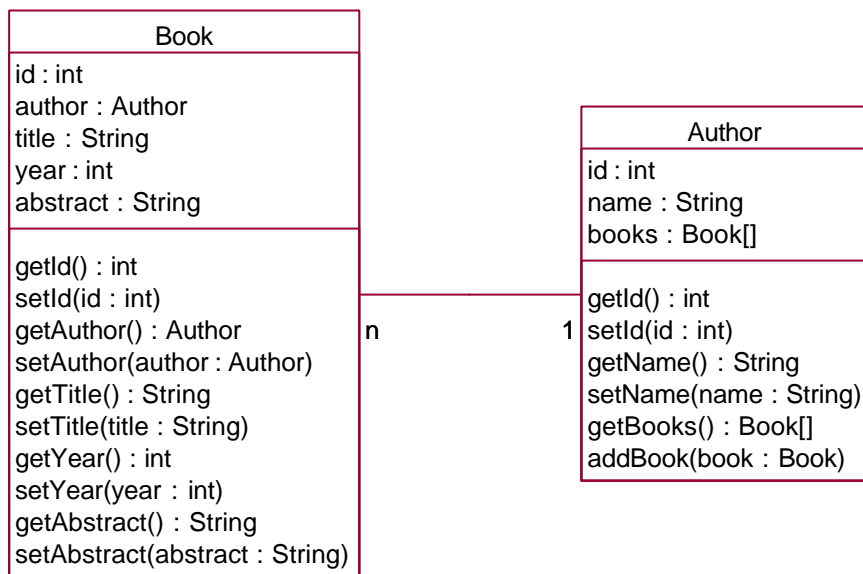 Book
id : int
author : Author
title : String
year : int
abstract : String
getId() : int
setId(id : int)
getAuthor() : Author
setAuthor(author : Author)
getTitle() : String
setTitle(title : String)
getYear() : int
setYear(year : int)
getAbstract() : String
setAbstract(abstract : String)
n
1
Author
id : int
name : String
books : Book[]
getId() : int
setId(id : int)
getName() : String
setName(name : String)
getBooks() : Book[]
addBook(book : Book)